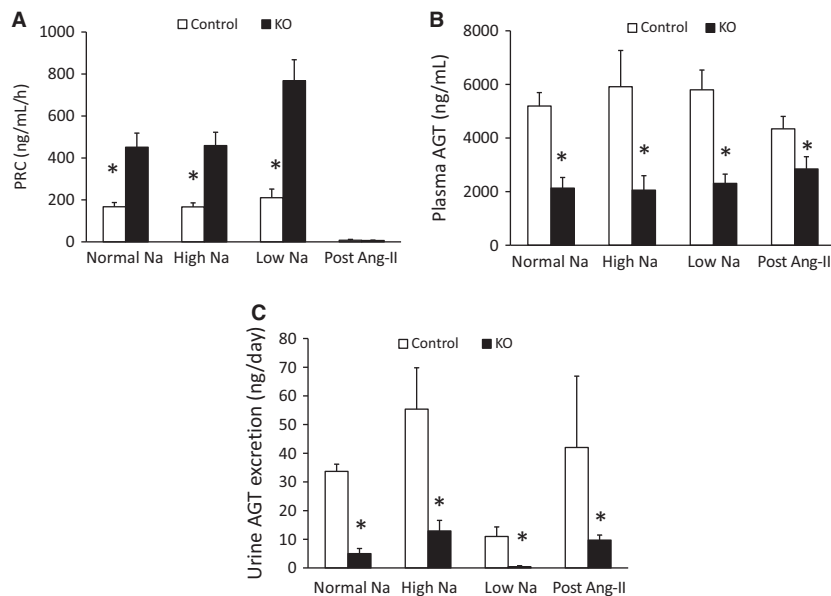 A
Control KO
PRC (ng/mL/h)
1000
800
600
400
200
0
* * *
Normal Na High Na Low Na Post Ang-II
B
Control KO
Plasma AGT (ng/mL)
8000
6000
4000
2000
0
* * * *
Normal Na High Na Low Na Post Ang-II
C
Control KO
Urine AGT excretion (ng/day)
80
70
60
50
40
30
20
10
0
* * * *
Normal Na High Na Low Na Post Ang-II